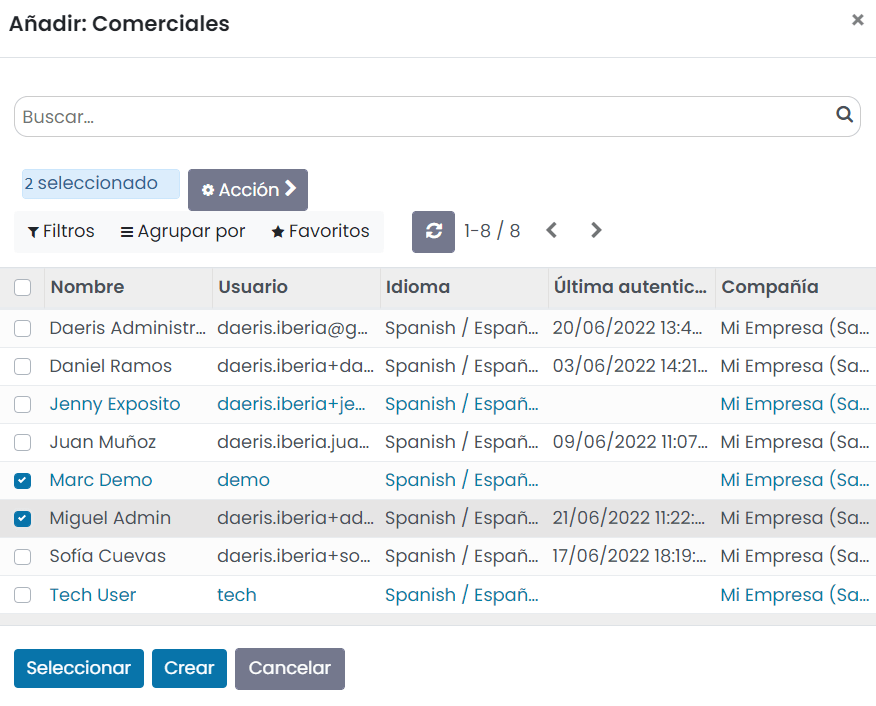 Añadir: Comerciales ×
Buscar...
2 seleccionado Acción
Filtros Agrupar por Favoritos 1-8 / 8
Nombre Usuario Idioma Última autentic... Compañía
Daeris Administr... daeris.iberia@g... Spanish / Españ... 20/06/2022 13:4... Mi Empresa (Sa...
Daniel Ramos daeris.iberia+da... Spanish / Españ... 03/06/2022 14:21... Mi Empresa (Sa...
Jenny Exposito daeris.iberia+je... Spanish / Españ... Mi Empresa (Sa...
Juan Muñoz daeris.iberia.jua... Spanish / Españ... 09/06/2022 11:07... Mi Empresa (Sa...
Marc Demo demo Spanish / Españ... Mi Empresa (Sa...
Miguel Admin daeris.iberia+ad... Spanish / Españ... 21/06/2022 11:22:... Mi Empresa (Sa...
Sofía Cuevas daeris.iberia+so... Spanish / Españ... 17/06/2022 18:19:... Mi Empresa (Sa...
Tech User tech Spanish / Españ... Mi Empresa (Sa...
Seleccionar Crear Cancelar